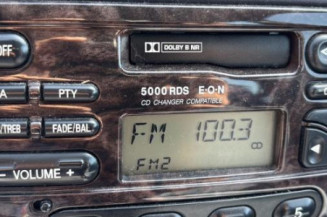 OFF
DOLBY B NR
PTY
5000 RDS E·O·N
CD CHANGER COMPATIBLE
/TREB
FADE/BAL
FM 100.3
CD
FM2
- VOLUME +
5